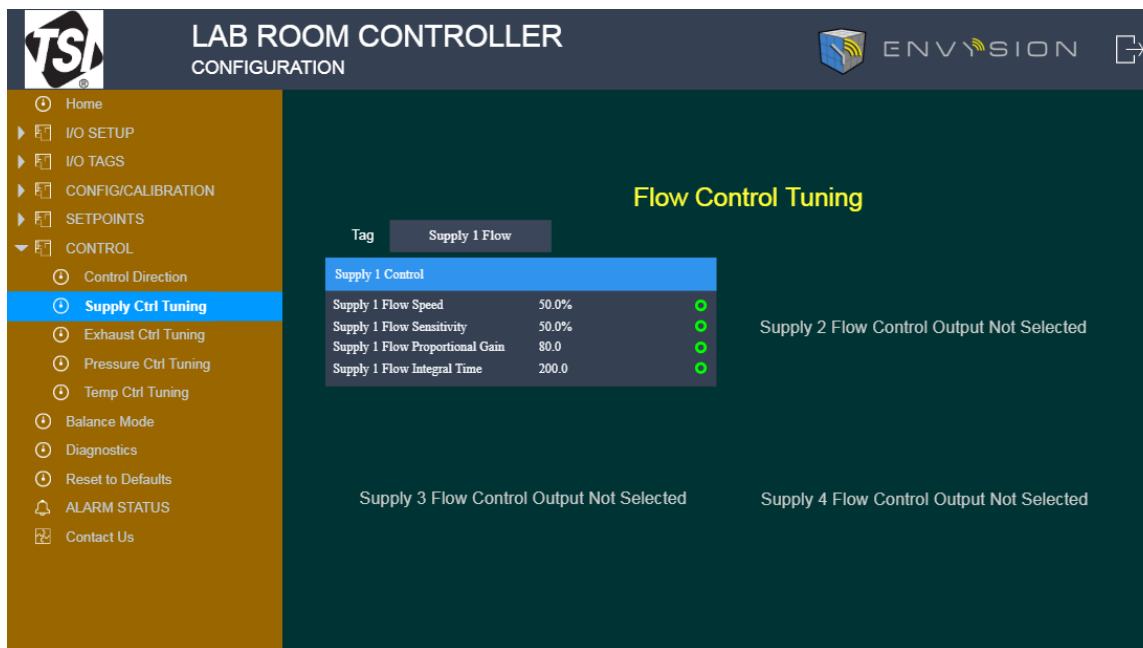 TSI
LAB ROOM CONTROLLER
CONFIGURATION
ENVYSION
Home
I/O SETUP
I/O TAGS
CONFIG/CALIBRATION
SETPOINTS
CONTROL
Control Direction
Supply Ctrl Tuning
Exhaust Ctrl Tuning
Pressure Ctrl Tuning
Temp Ctrl Tuning
Balance Mode
Diagnostics
Reset to Defaults
ALARM STATUS
Contact Us
Flow Control Tuning
Tag Supply 1 Flow
Supply 1 Control
Supply 1 Flow Speed 50.0%
Supply 1 Flow Sensitivity 50.0%
Supply 1 Flow Proportional Gain 80.0
Supply 1 Flow Integral Time 200.0
Supply 2 Flow Control Output Not Selected
Supply 3 Flow Control Output Not Selected
Supply 4 Flow Control Output Not Selected